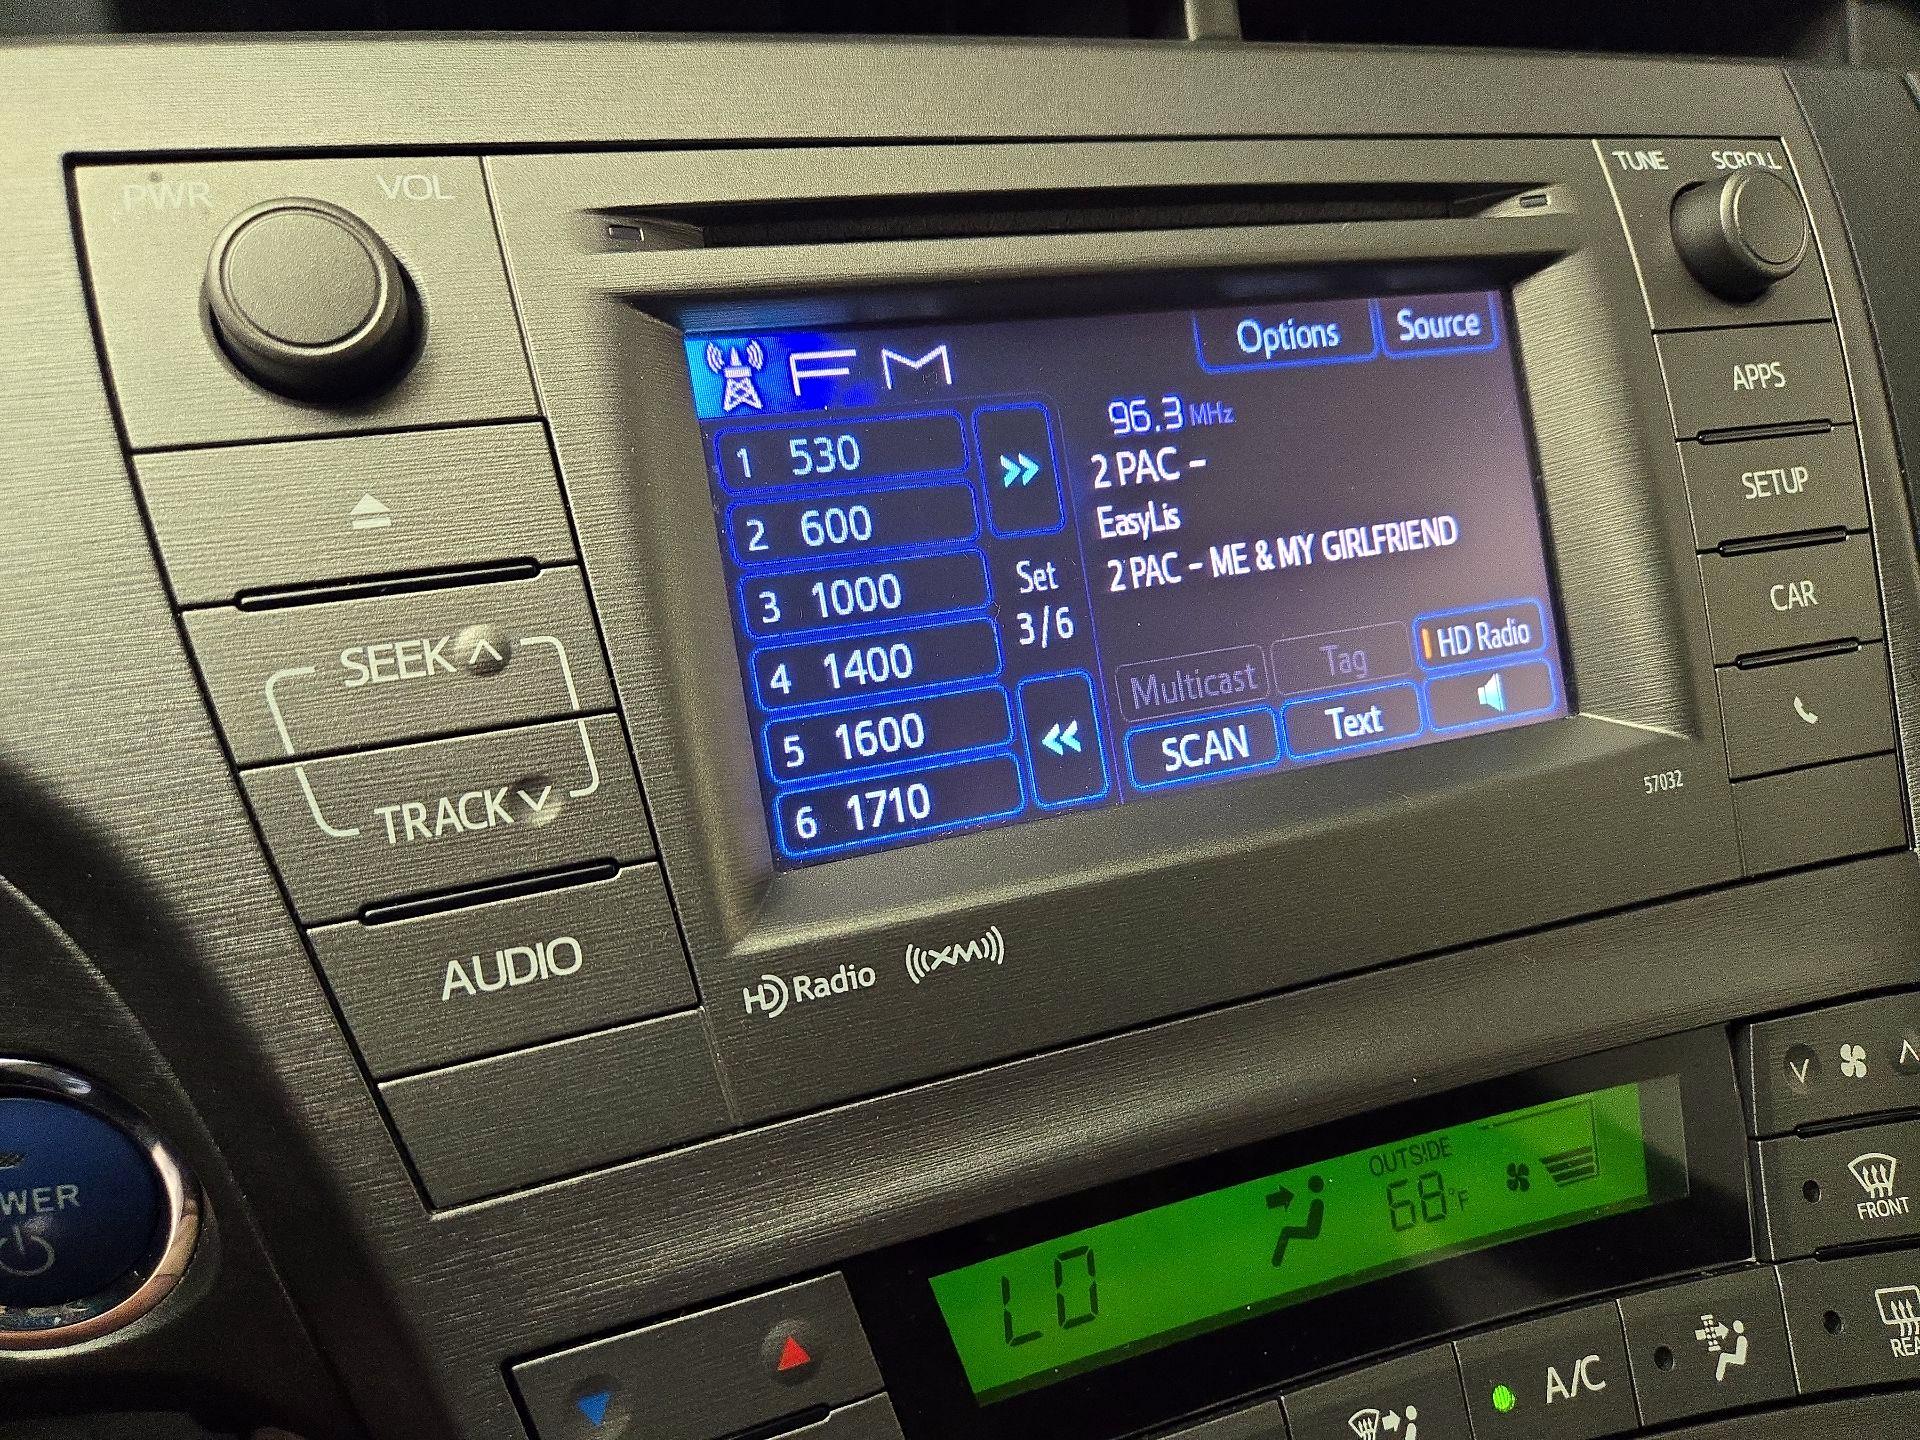 PWR VOL
TUNE SCROLL
FM
Options
Source
1 530
2 600
3 1000
4 1400
5 1600
6 1710
Set
3/6
96.3 MHz
2 PAC -
EasyLis
2 PAC - ME & MY GIRLFRIEND
Multicast
Tag
HD Radio
SCAN
Text
SEEK
TRACK
AUDIO
APPS
SETUP
CAR
57032
HD Radio
XM
LO
OUTSIDE
68°F
FRONT
A/C